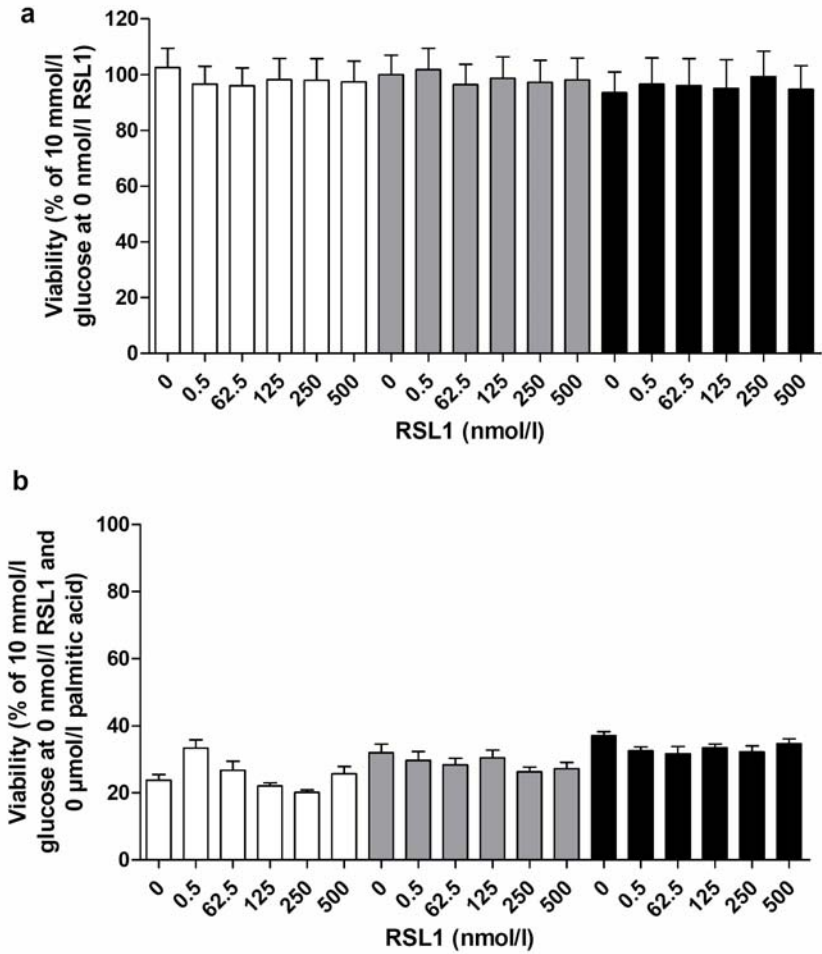 a
Viability (% of 10 mmol/l
glucose at 0 nmol/l RSL1)
120
100
80
60
40
20
0
0 0.5 62.5 125 250 500 0 0.5 62.5 125 250 500 0 0.5 62.5 125 250 500
RSL1 (nmol/l)
b
Viability (% of 10 mmol/l
glucose at 0 nmol/l RSL1 and
0 µmol/l palmitic acid)
100
80
60
40
20
0
0 0.5 62.5 125 250 500 0 0.5 62.5 125 250 500 0 0.5 62.5 125 250 500
RSL1 (nmol/l)